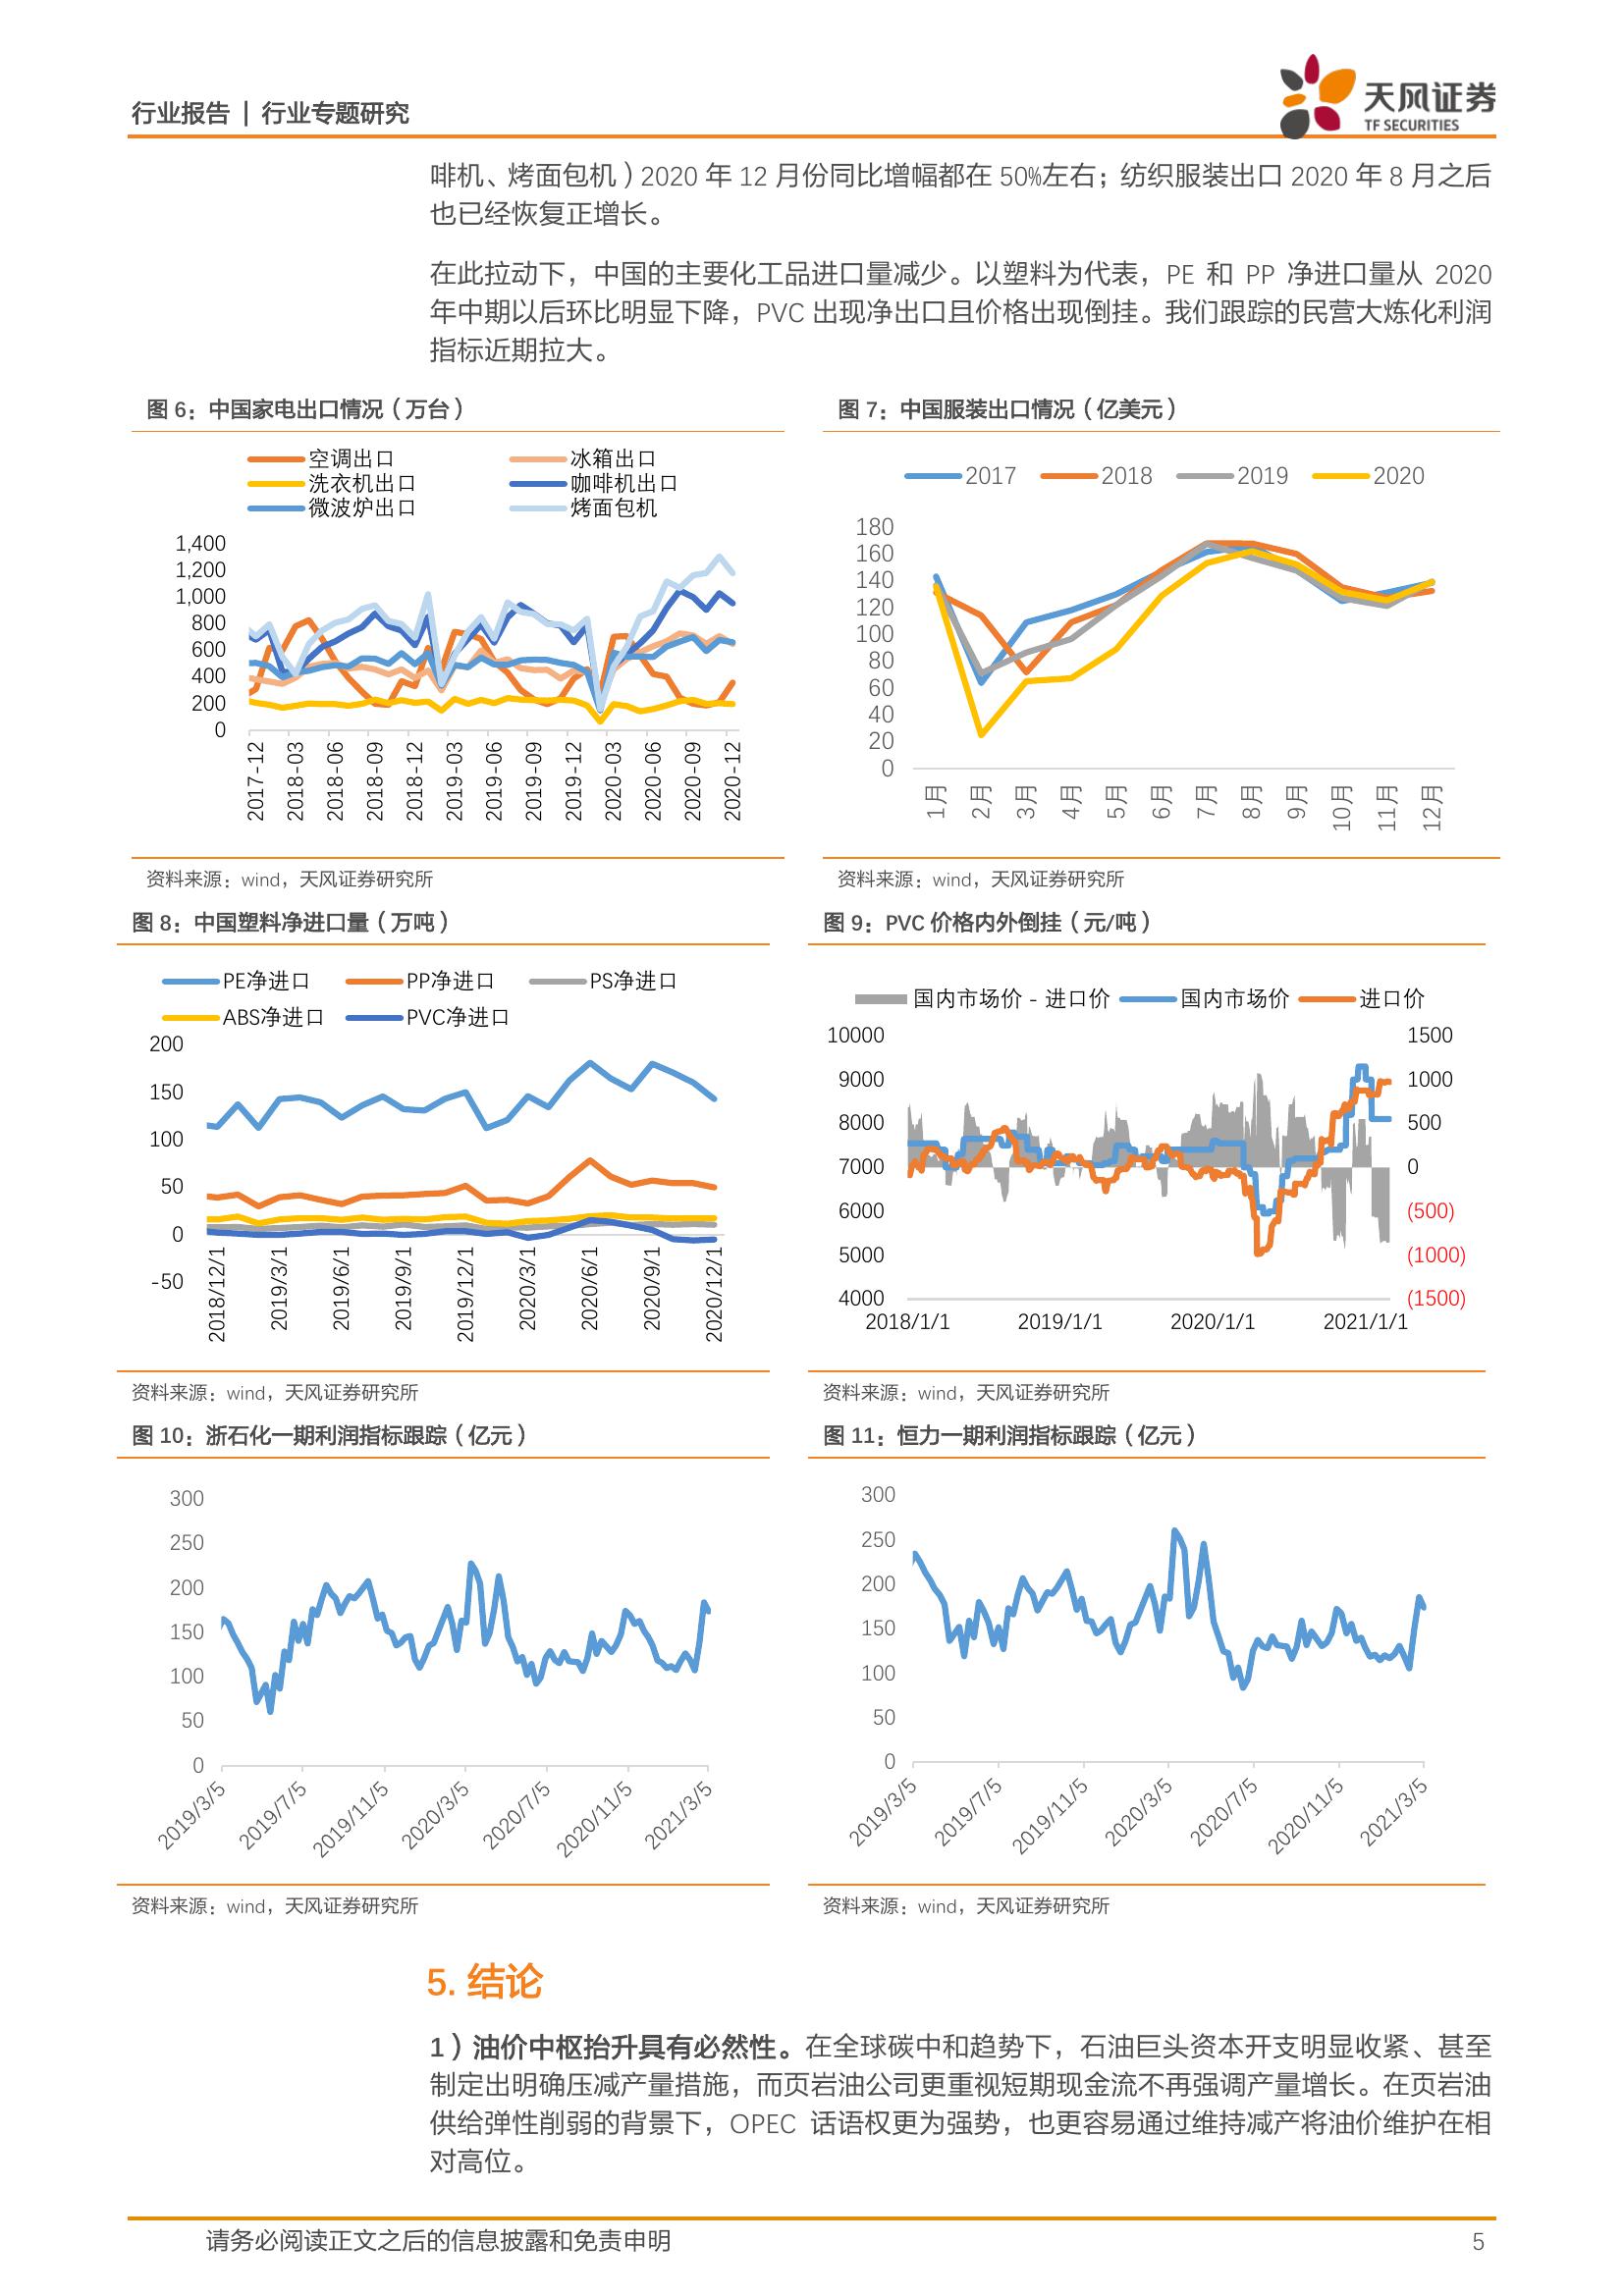 行业报告 | 行业专题研究
天风证券
TF SECURITIES
啡机、烤面包机）2020 年 12 月份同比增幅都在 50%左右；纺织服装出口 2020 年 8 月之后
也已经恢复正增长。
在此拉动下，中国的主要化工品进口量减少。以塑料为代表，PE 和 PP 净进口量从 2020
年中期以后环比明显下降，PVC 出现净出口且价格出现倒挂。我们跟踪的民营大炼化利润
指标近期拉大。
图 6：中国家电出口情况（万台）
空调出口 冰箱出口
洗衣机出口 咖啡机出口
微波炉出口 烤面包机
1,400
1,200
1,000
800
600
400
200
0
2017-12 2018-03 2018-06 2018-09 2018-12 2019-03 2019-06 2019-09 2019-12 2020-03 2020-06 2020-09 2020-12
资料来源：wind，天风证券研究所
图 7：中国服装出口情况（亿美元）
2017 2018 2019 2020
180
160
140
120
100
80
60
40
20
0
1月 2月 3月 4月 5月 6月 7月 8月 9月 10月 11月 12月
资料来源：wind，天风证券研究所
图 8：中国塑料净进口量（万吨）
PE净进口 PP净进口 PS净进口
ABS净进口 PVC净进口
200
150
100
50
0
-50
2018/12/1 2019/3/1 2019/6/1 2019/9/1 2019/12/1 2020/3/1 2020/6/1 2020/9/1 2020/12/1
资料来源：wind，天风证券研究所
图 9：PVC 价格内外倒挂（元/吨）
国内市场价 - 进口价 国内市场价 进口价
10000 1500
9000 1000
8000 500
7000 0
6000 (500)
5000 (1000)
4000 (1500)
2018/1/1 2019/1/1 2020/1/1 2021/1/1
资料来源：wind，天风证券研究所
图 10：浙石化一期利润指标跟踪（亿元）
300
250
200
150
100
50
0
2019/3/5 2019/7/5 2019/11/5 2020/3/5 2020/7/5 2020/11/5 2021/3/5
资料来源：wind，天风证券研究所
图 11：恒力一期利润指标跟踪（亿元）
300
250
200
150
100
50
0
2019/3/5 2019/7/5 2019/11/5 2020/3/5 2020/7/5 2020/11/5 2021/3/5
资料来源：wind，天风证券研究所
5. 结论
1）油价中枢抬升具有必然性。在全球碳中和趋势下，石油巨头资本开支明显收紧、甚至
制定出明确压减产量措施，而页岩油公司更重视短期现金流不再强调产量增长。在页岩油
供给弹性削弱的背景下，OPEC 话语权更为强势，也更容易通过维持减产将油价维护在相
对高位。
请务必阅读正文之后的信息披露和免责申明 5